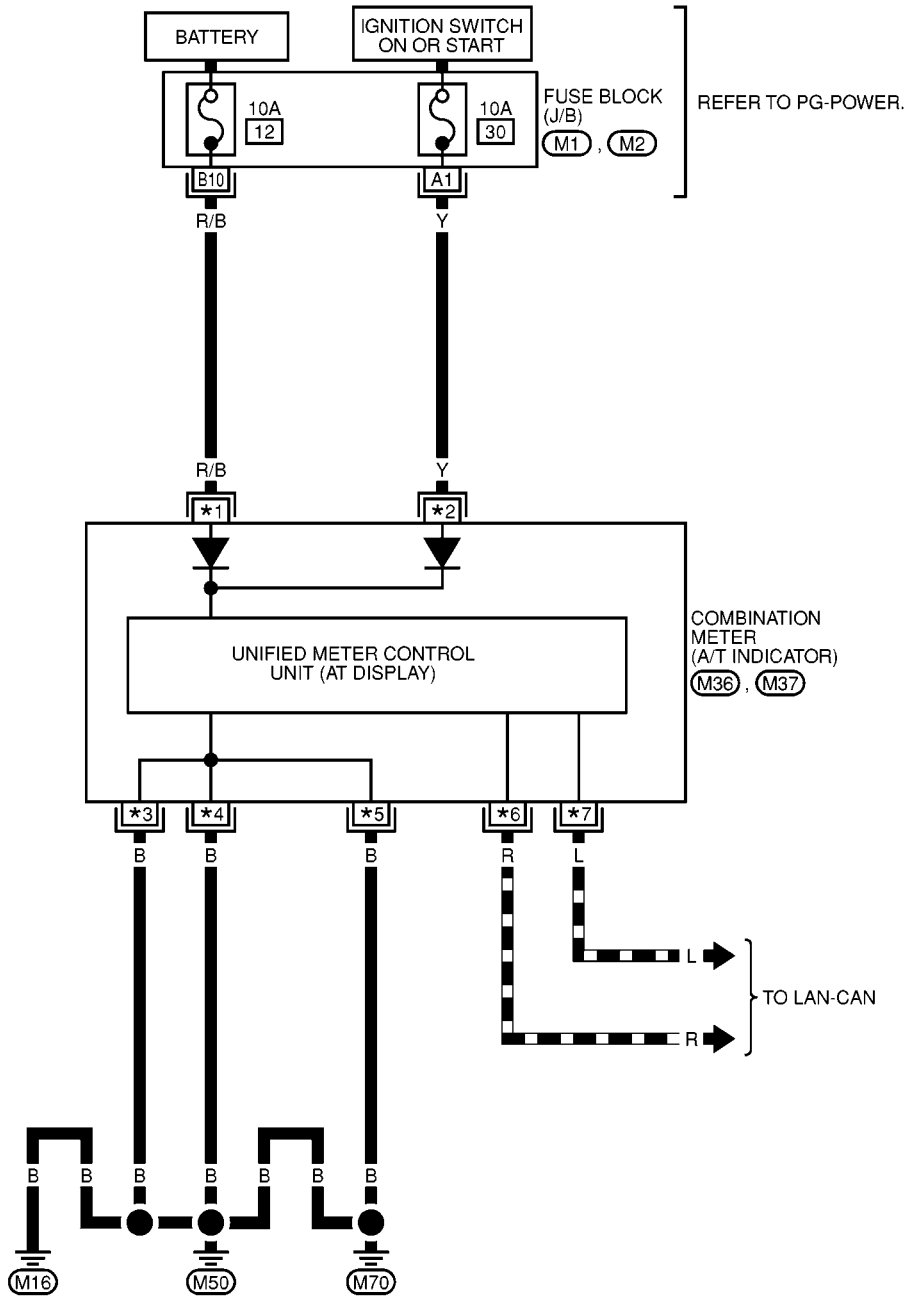 BATTERY
IGNITION SWITCH
ON OR START
10A
12
10A
30
FUSE BLOCK
(J/B)
M1 , M2
REFER TO PG-POWER.
B10
A1
R/B
Y
R/B
Y
*1
*2
UNIFIED METER CONTROL
UNIT (AT DISPLAY)
COMBINATION
METER
(A/T INDICATOR)
M36 , M37
*3
*4
*5
*6
*7
B
B
B
R
L
L
TO LAN-CAN
R
B
B
B
B
B
B
B
M16
M50
M70